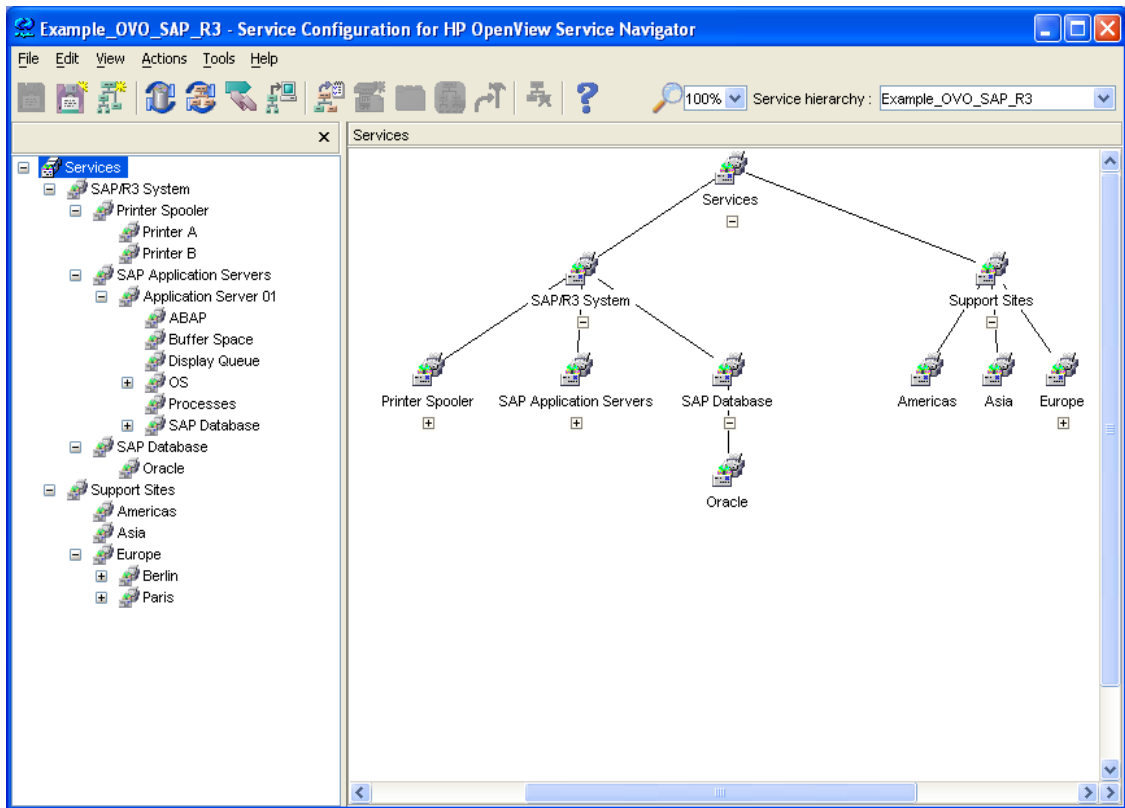 Example_OVO_SAP_R3 - Service Configuration for HP OpenView Service Navigator
File Edit View Actions Tools Help
100% Service hierarchy : Example_OVO_SAP_R3
Services
SAP/R3 System
Printer Spooler
Printer A
Printer B
SAP Application Servers
Application Server 01
ABAP
Buffer Space
Display Queue
OS
Processes
SAP Database
SAP Database
Oracle
Support Sites
Americas
Asia
Europe
Berlin
Paris
Services
Services
SAP/R3 System Support Sites
Printer Spooler SAP Application Servers SAP Database Americas Asia Europe
Oracle